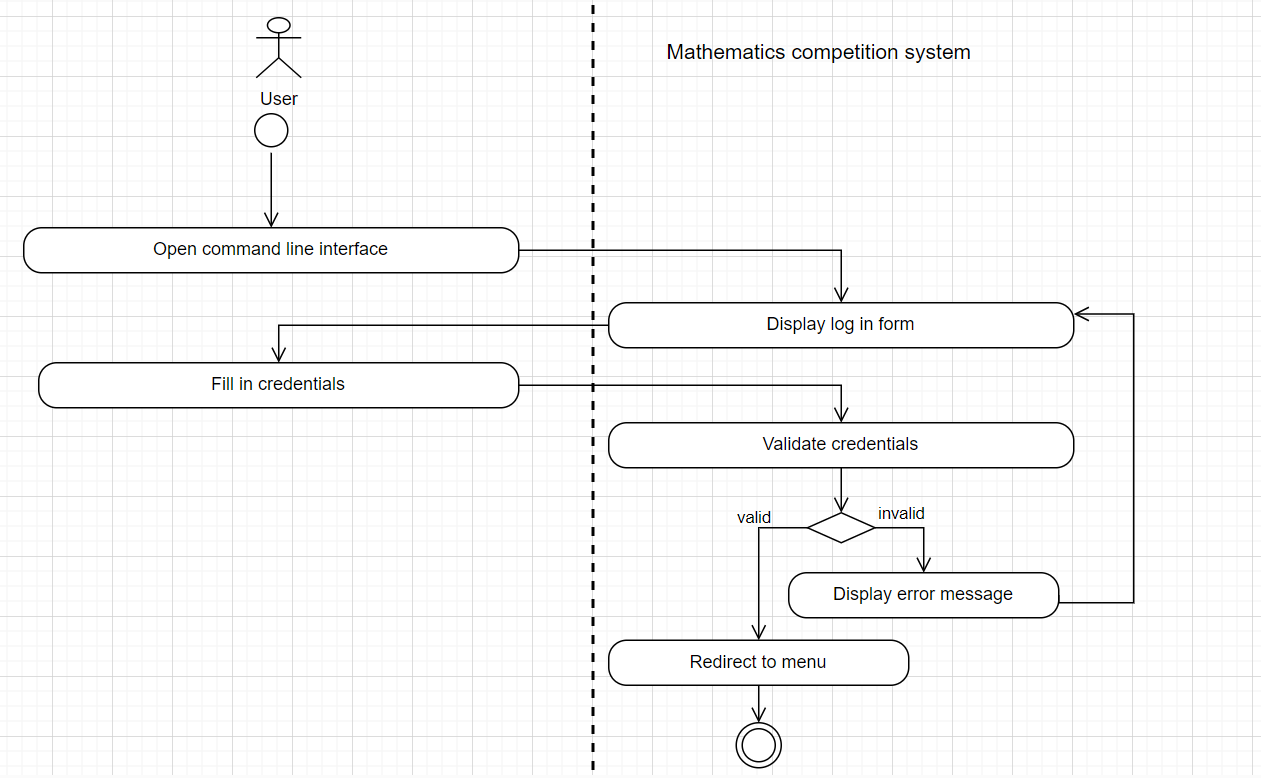 Mathematics competition system
User
Open command line interface
Display log in form
Fill in credentials
Validate credentials
valid
invalid
Display error message
Redirect to menu